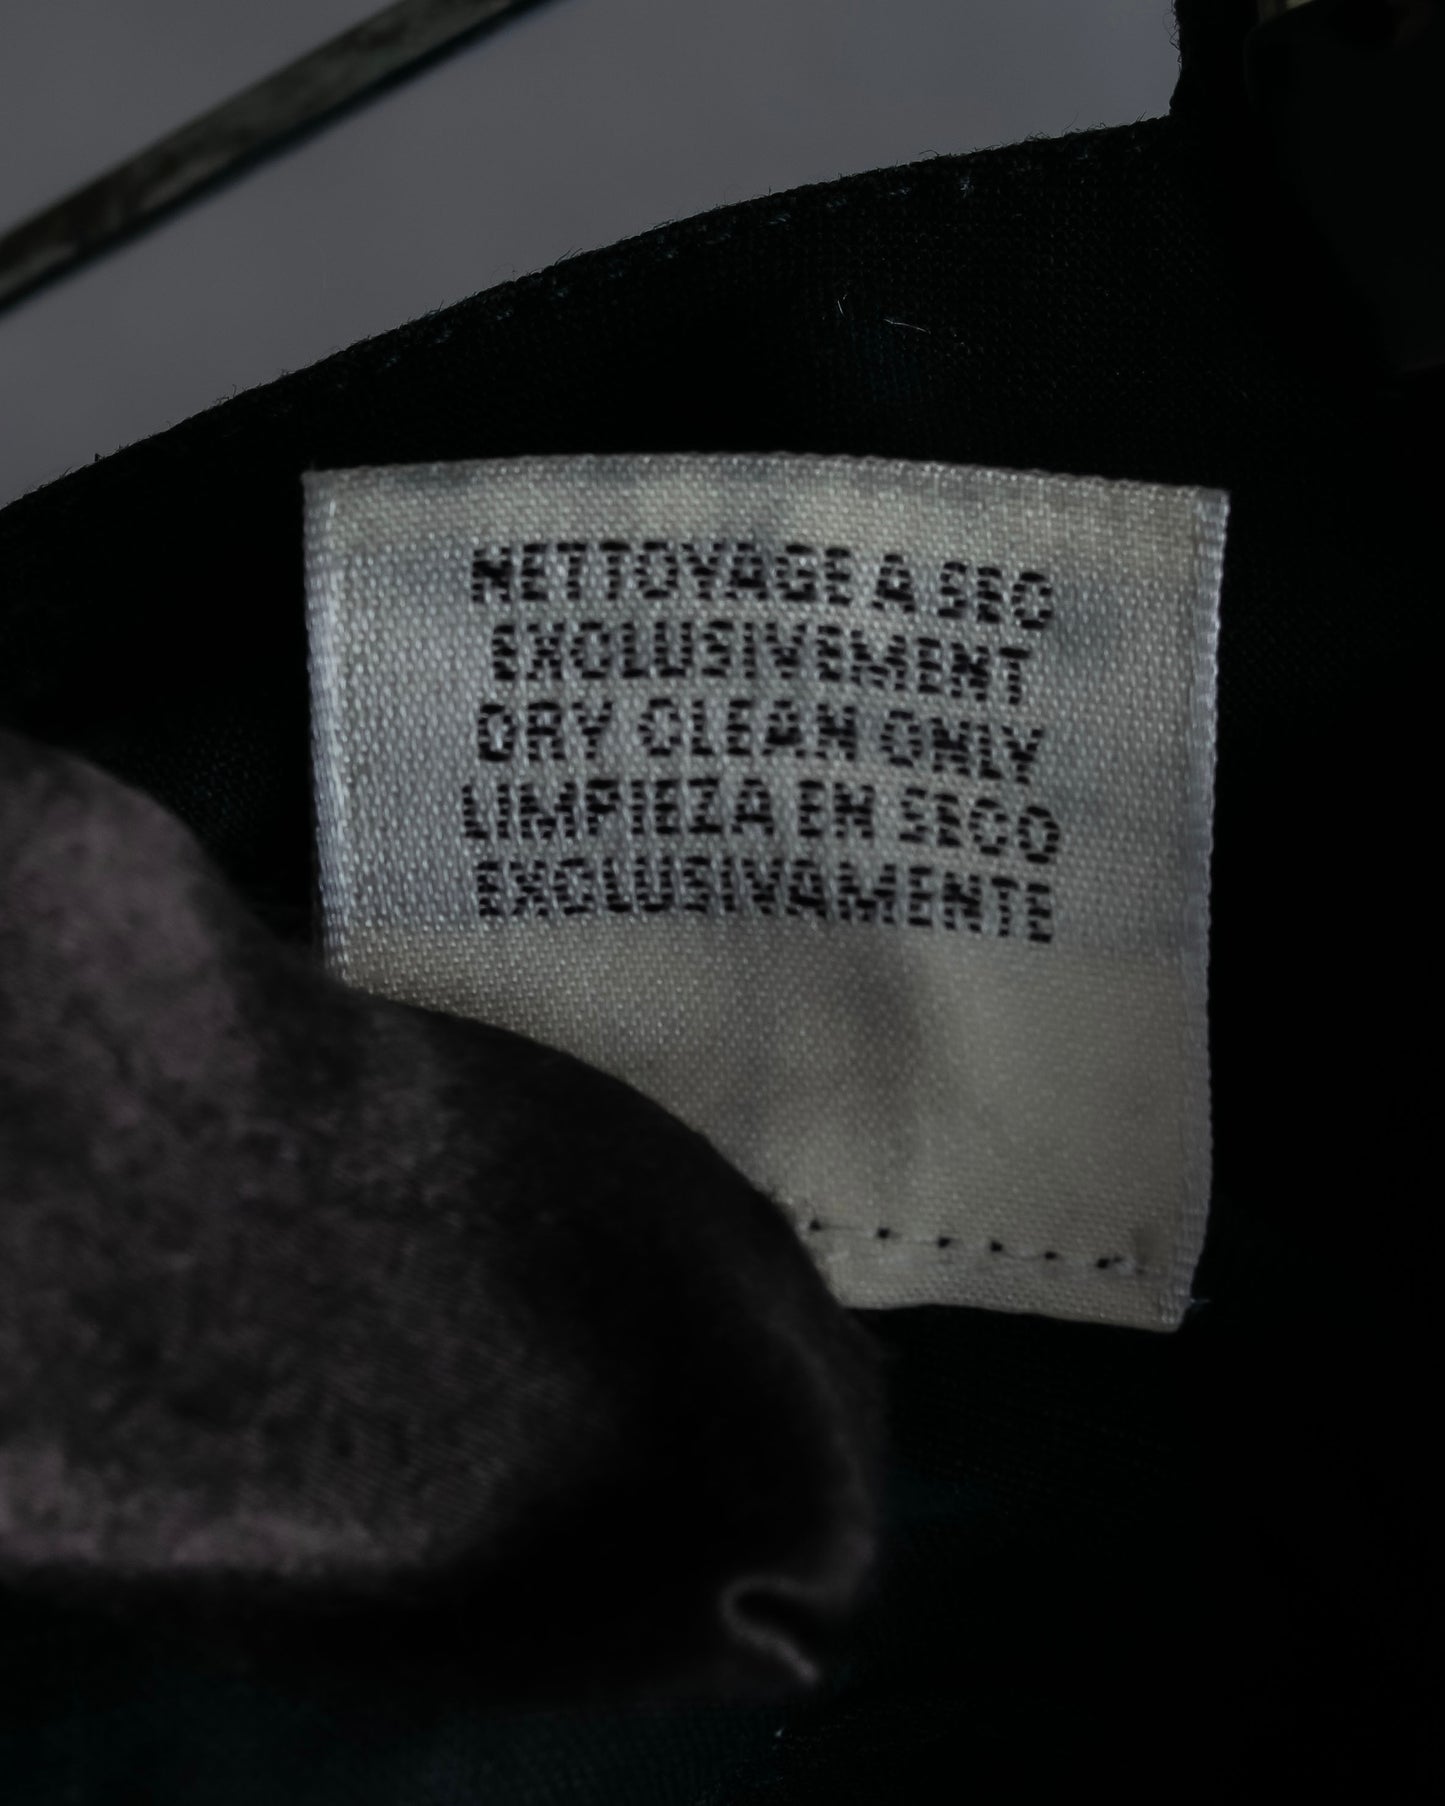 NETTOYAGE A SEC
EXCLUSIVEMENT
DRY CLEAN ONLY
LIMPIEZA EN SECO
EXCLUSIVAMENTE